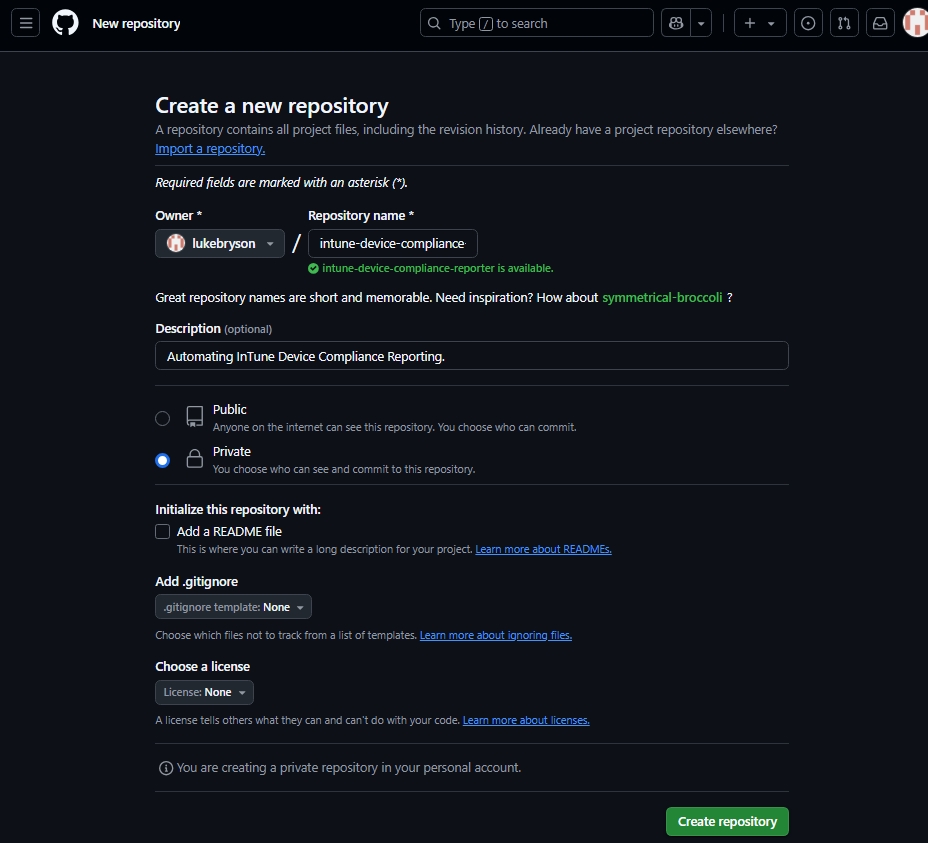 New repository
Type / to search
Create a new repository
A repository contains all project files, including the revision history. Already have a project repository elsewhere?
Import a repository.
Required fields are marked with an asterisk (*).
Owner *
Repository name *
lukebryson
/
intune-device-compliance-
intune-device-compliance-reporter is available.
Great repository names are short and memorable. Need inspiration? How about symmetrical-broccoli ?
Description (optional)
Automating InTune Device Compliance Reporting.
Public
Anyone on the internet can see this repository. You choose who can commit.
Private
You choose who can see and commit to this repository.
Initialize this repository with:
Add a README file
This is where you can write a long description for your project. Learn more about READMEs.
Add .gitignore
.gitignore template: None
Choose which files not to track from a list of templates. Learn more about ignoring files.
Choose a license
License: None
A license tells others what they can and can't do with your code. Learn more about licenses.
You are creating a private repository in your personal account.
Create repository